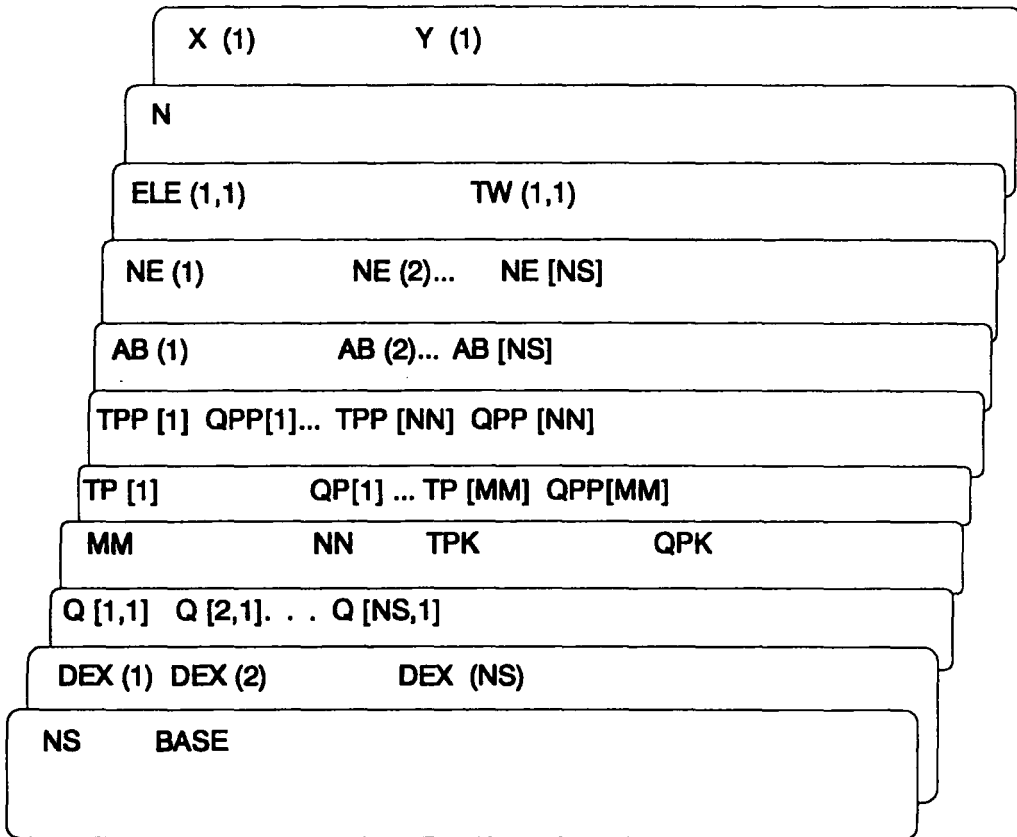 X (1) Y (1)
N
ELE (1,1) TW (1,1)
NE (1) NE (2)... NE [NS]
AB (1) AB (2)... AB [NS]
TPP [1] QPP[1]... TPP [NN] QPP [NN]
TP [1] QP[1] ... TP [MM] QPP[MM]
MM NN TPK QPK
Q [1,1] Q [2,1]. . . Q [NS,1]
DEX (1) DEX (2) DEX (NS)
NS BASE